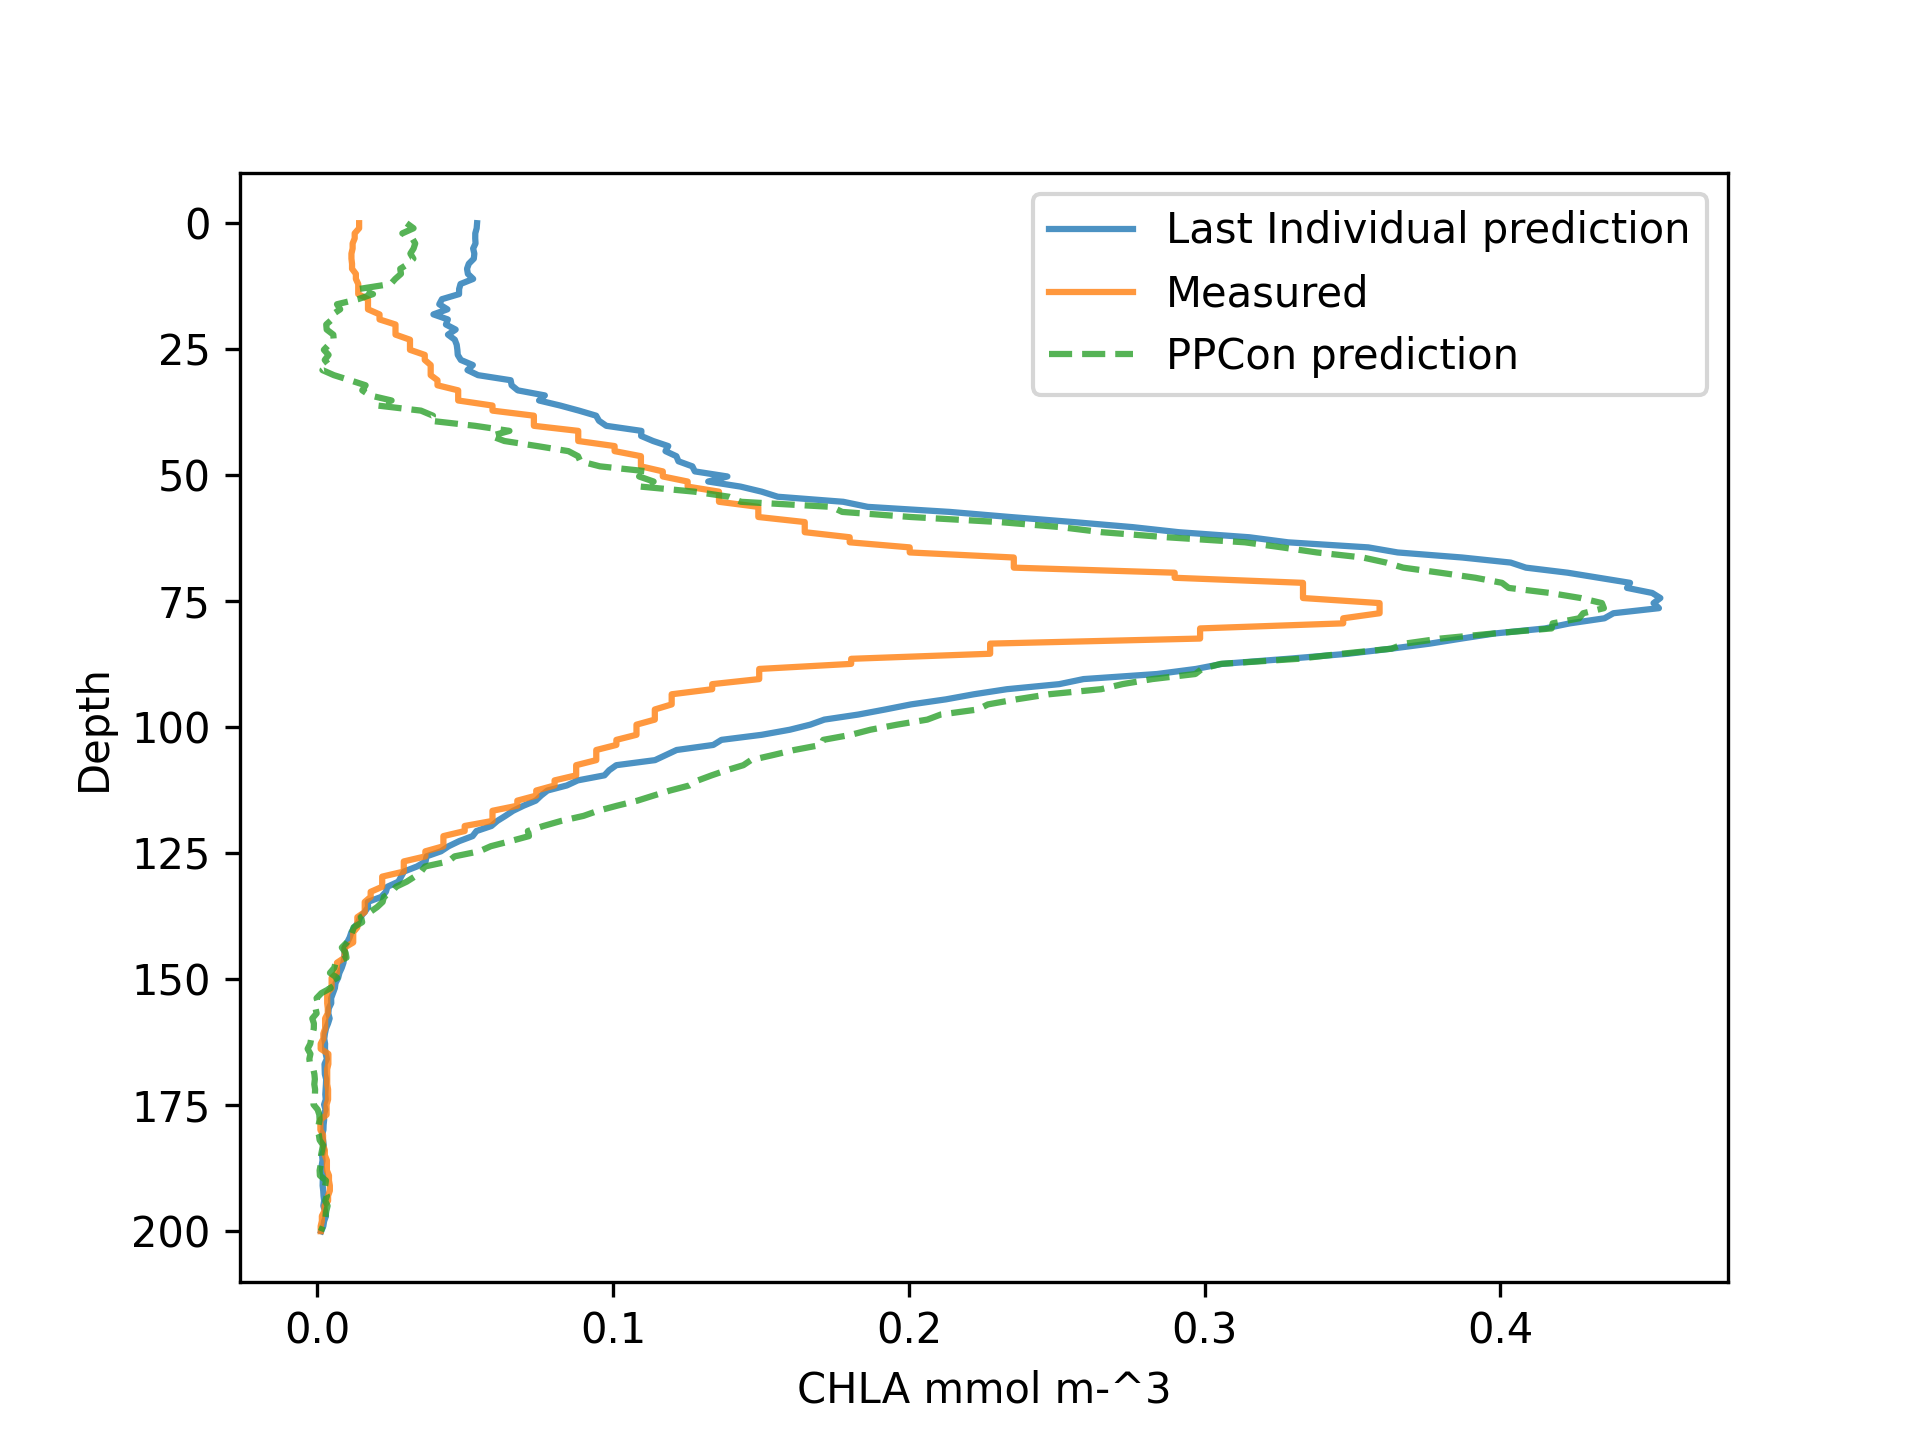 Last Individual prediction
Measured
PPCon prediction
0
25
50
75
100
125
150
175
200
Depth
0.0 0.1 0.2 0.3 0.4
CHLA mmol m-^3